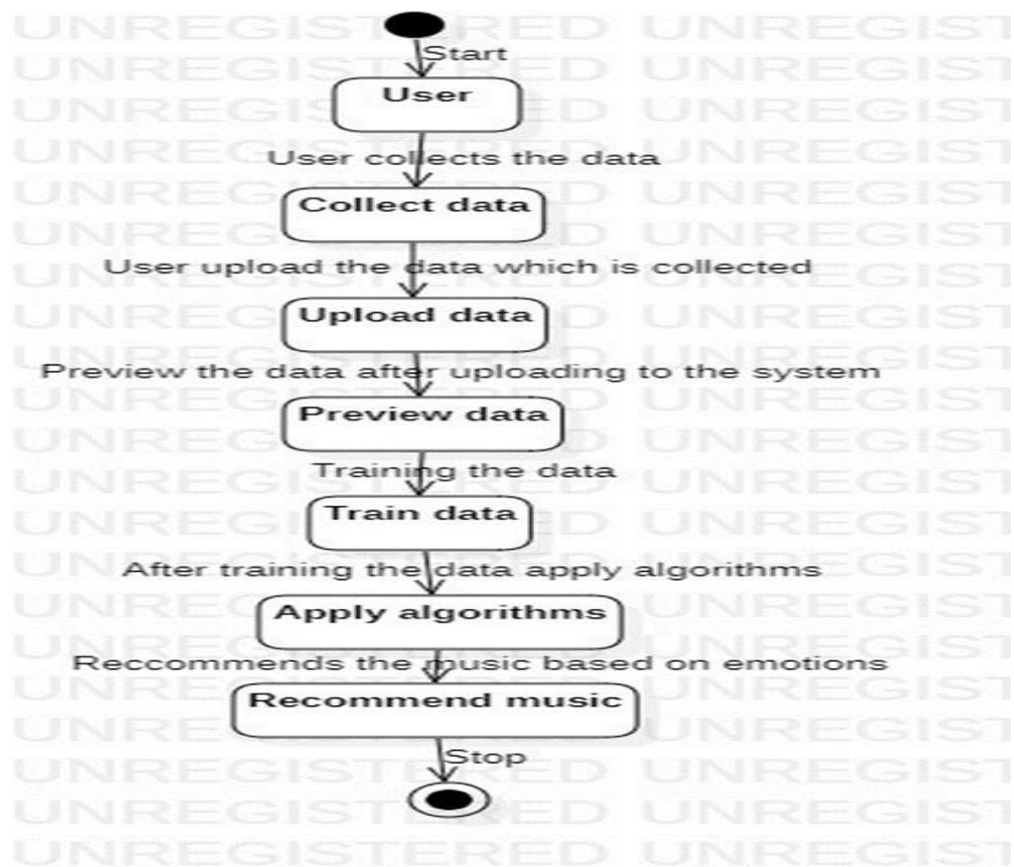 Start
User
User collects the data
Collect data
User upload the data which is collected
Upload data
Preview the data after uploading to the system
Preview data
Training the data
Train data
After training the data apply algorithms
Apply algorithms
Reccommends the music based on emotions
Recommend music
Stop
UNREGISTERED UNREGIST